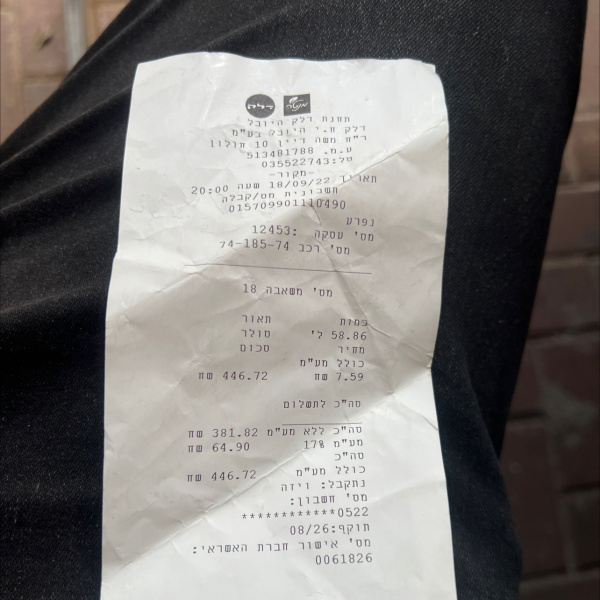 דלק מנטה
תחנת דלק היובל
דלק ח.י היובל בע"מ
ר"ח משה דיין 10 חולון
ע.מ. 513481788
טל:035522743
-מקור-
תאריך 18/09/22 שעה 20:00
חשבונית מס/קבלה
015709901110490
נפרע
מס' עסקה :12453
מס' רכב 74-185-74
מס' משאבה 18
כמות תאור
58.86 ל' סולר
מחיר סכום
כולל מע"מ
7.59 שח 446.72 שח
סה"כ לתשלום
סה"כ ללא מע"מ 381.82 שח
מע"מ 17% 64.90 שח
סה"כ
כולל מע"מ 446.72 שח
נתקבל: ויזה
מס' חשבון:
************0522
תוקף:08/26
מס' אישור חברת האשראי:
0061826